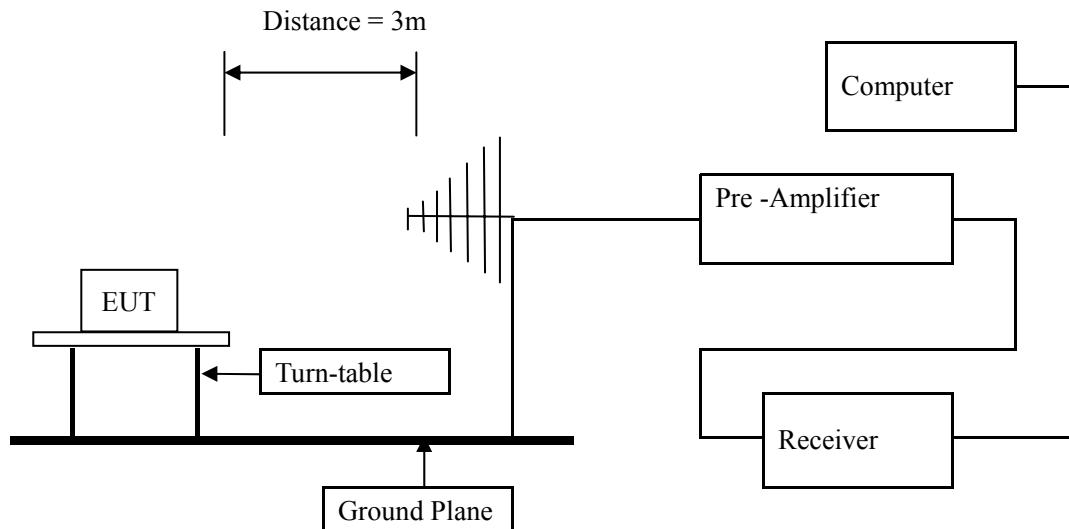 Distance = 3m
Computer
Pre -Amplifier
EUT
Turn-table
Receiver
Ground Plane